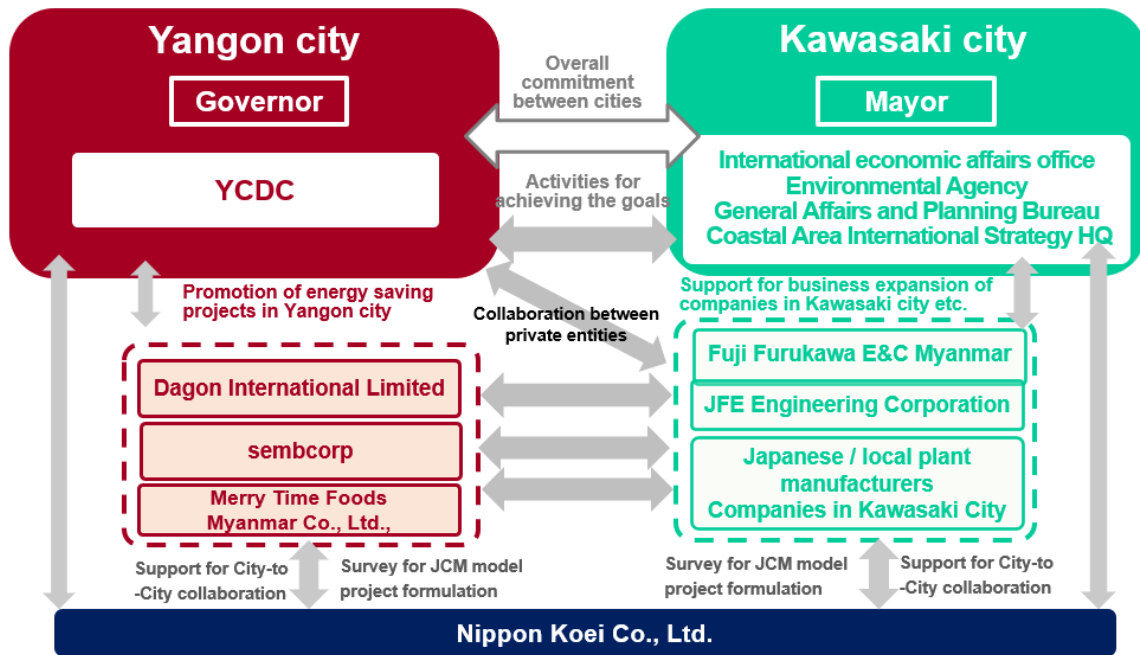 Yangon city
Governor
YCDC
Overall
commitment
between cities
Activities for
achieving the goals
Kawasaki city
Mayor
International economic affairs office
Environmental Agency
General Affairs and Planning Bureau
Coastal Area International Strategy HQ
Promotion of energy saving
projects in Yangon city
Collaboration between
private entities
Support for business expansion of
companies in Kawasaki city etc.
Dagon International Limited
sembcorp
Merry Time Foods
Myanmar Co., Ltd.,
Fuji Furukawa E&C Myanmar
JFE Engineering Corporation
Japanese / local plant
manufacturers
Companies in Kawasaki City
Support for City-to
-City collaboration
Survey for JCM model
project formulation
Survey for JCM model
project formulation
Support for City-to
-City collaboration
Nippon Koei Co., Ltd.